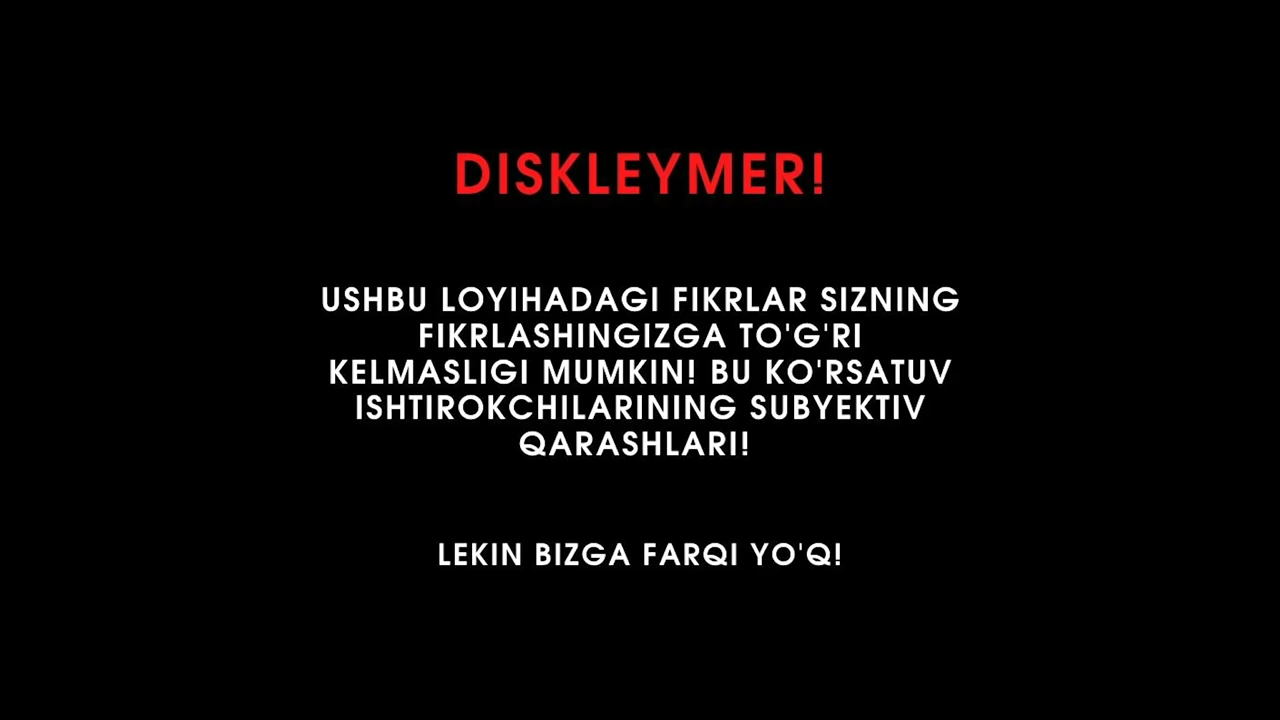 DISKLEYMER!
USHBU LOYIHADAGI FIKRLAR SIZNING
FIKRLASHINGIZGA TO'G'RI
KELMASLIGI MUMKIN! BU KO'RSATUV
ISHTIROKCHILARINING SUBYEKTIV
QARASHLARI!
LEKIN BIZGA FARQI YO'Q!